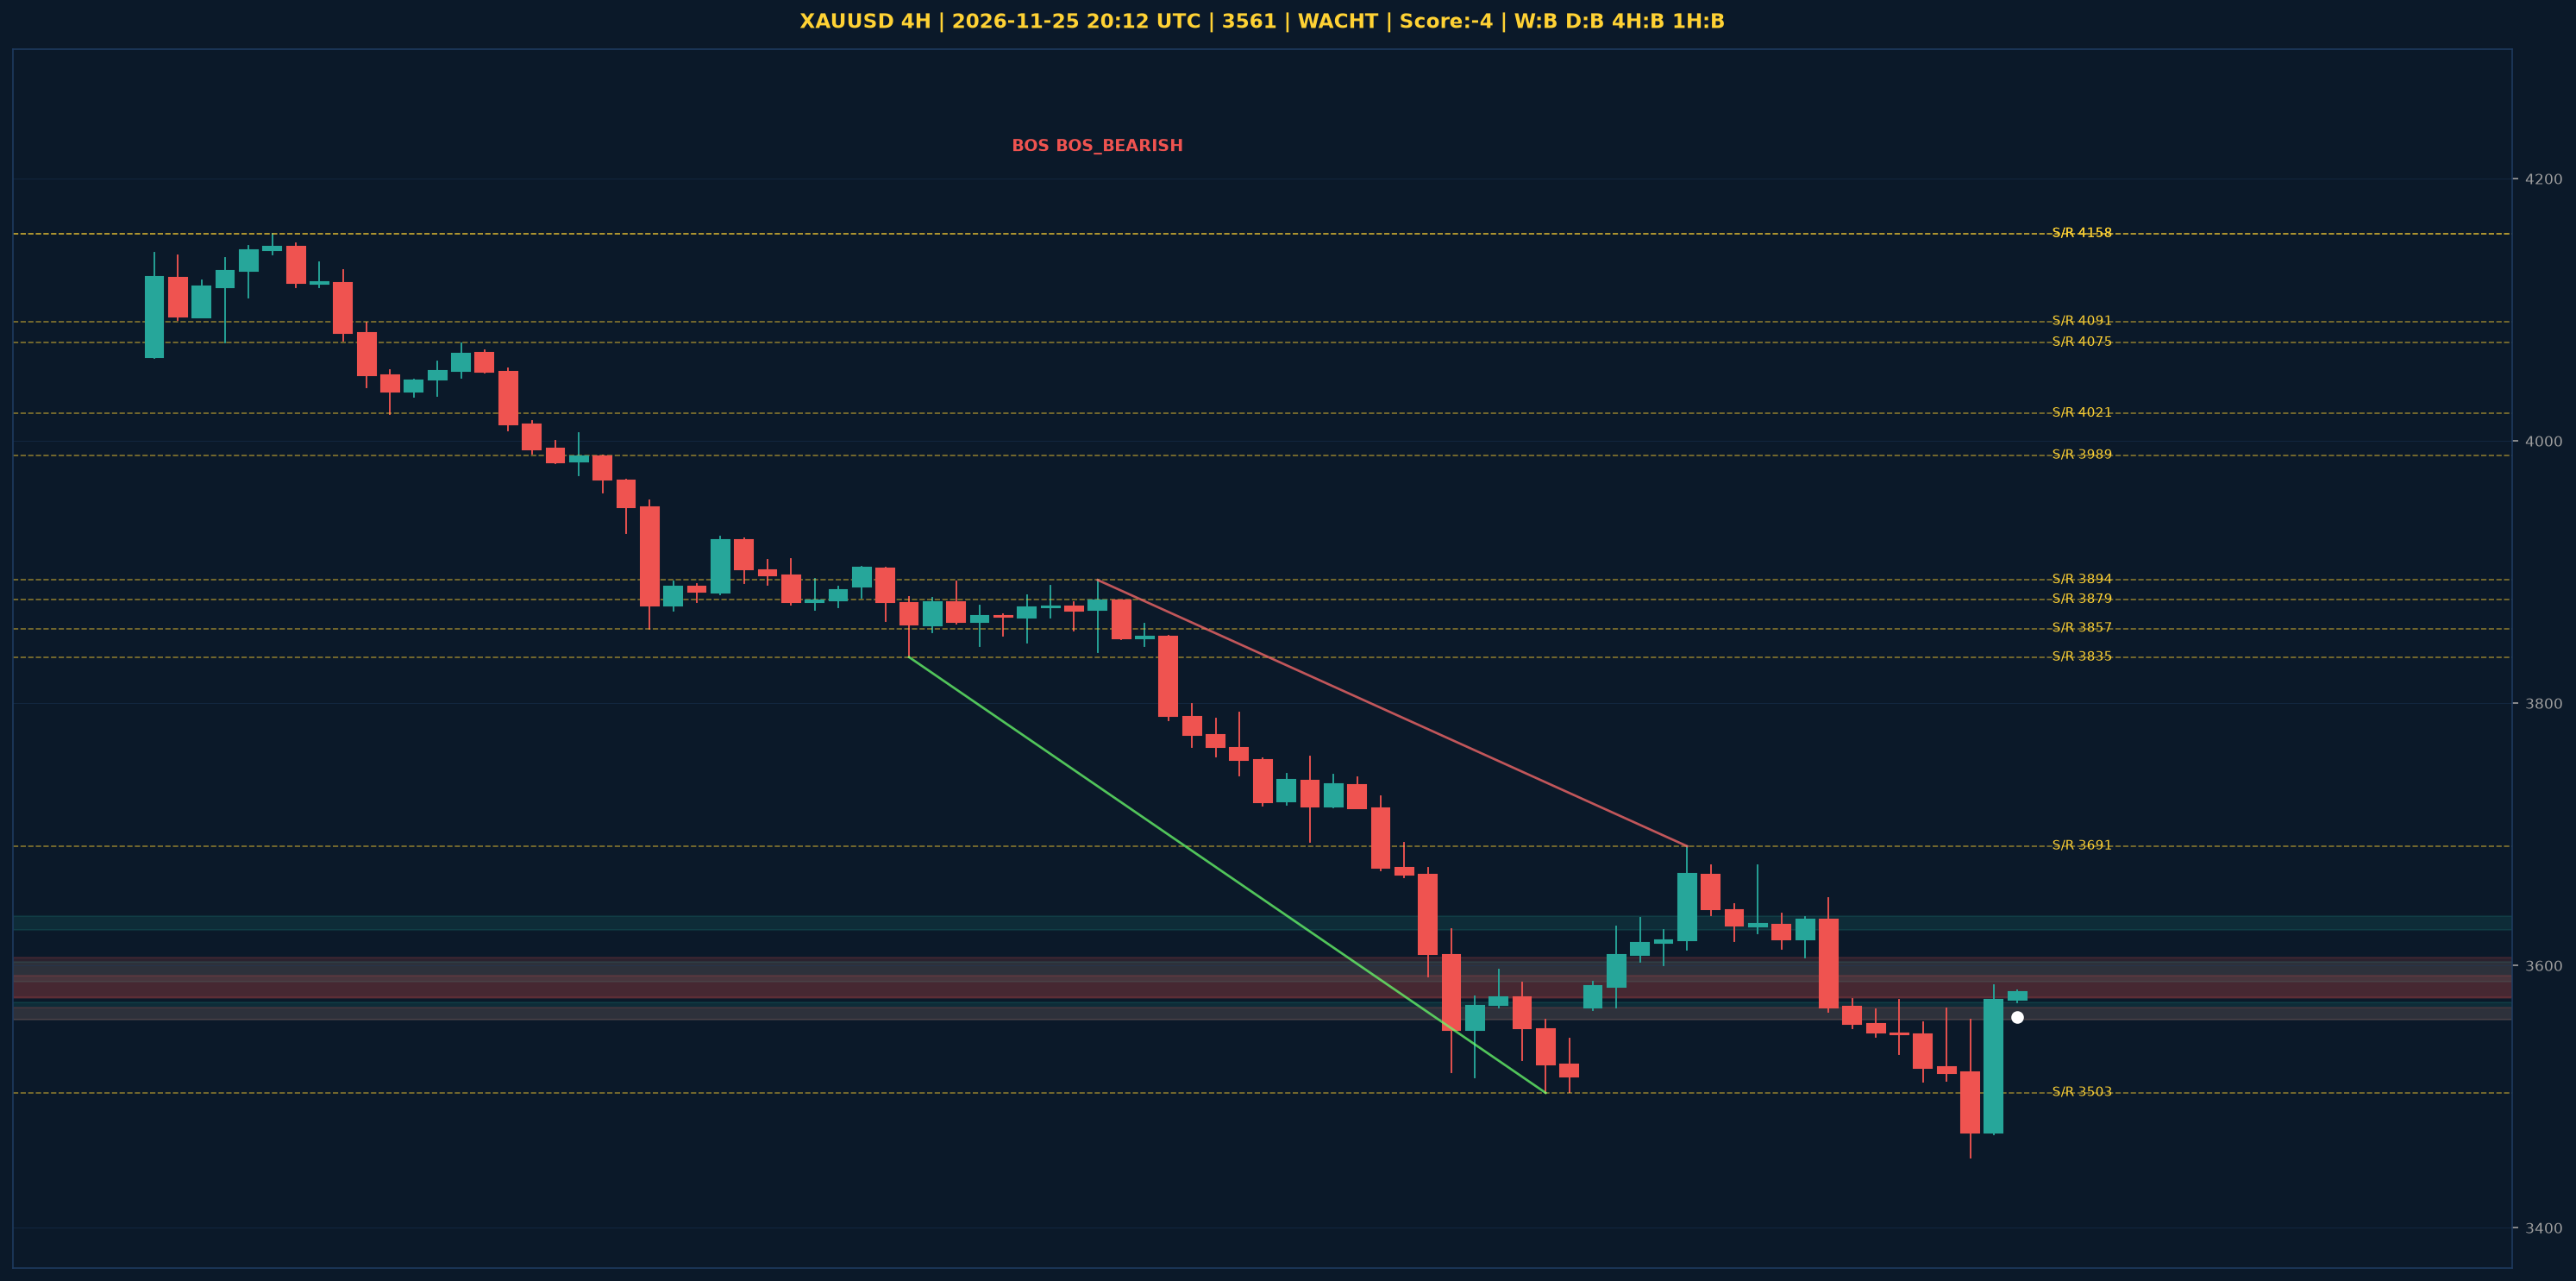 XAUUSD 4H | 2026-11-25 20:12 UTC | 3561 | WACHT | Score:-4 | W:B D:B 4H:B 1H:B
BOS BOS_BEARISH
4200
S/R 4158
S/R 4091
S/R 4075
S/R 4021
4000
S/R 3989
S/R 3894
S/R 3879
S/R 3857
S/R 3835
3800
S/R 3691
3600
S/R 3503
3400